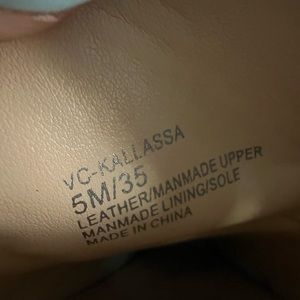 VC-KALLASSA
5M/35
LEATHER/MANMADE UPPER
MANMADE LINING/SOLE
MADE IN CHINA